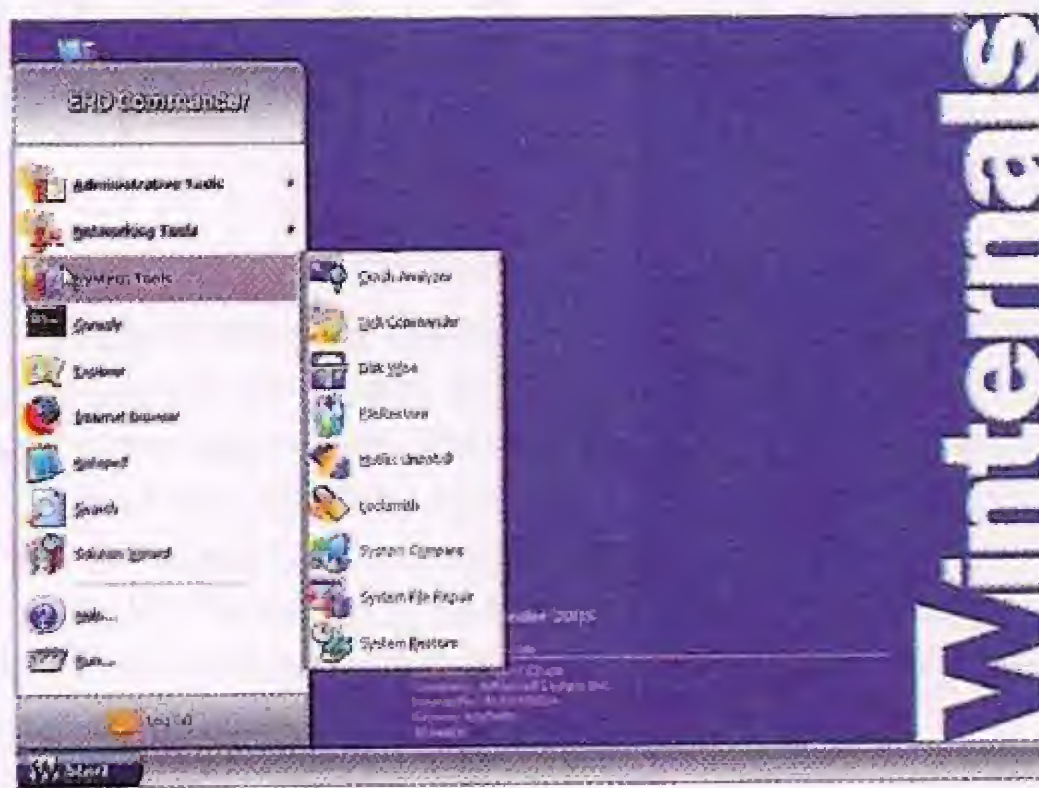 ERD Commander
Administrative Tools
Networking Tools
System Tools
Console
Explorer
Internet Browser
Notepad
Search
Solution Wizard
Help...
Run...
Log Off
Start
Crash Analyzer
Disk Commander
Disk Wipe
FileRestore
Hotfix Uninstall
Locksmith
System Compare
System File Repair
System Restore
2005
Winternals